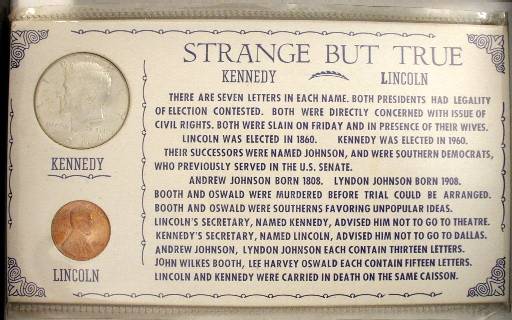 STRANGE BUT TRUE
KENNEDY LINCOLN
THERE ARE SEVEN LETTERS IN EACH NAME. BOTH PRESIDENTS HAD LEGALITY
OF ELECTION CONTESTED. BOTH WERE DIRECTLY CONCERNED WITH ISSUE OF
CIVIL RIGHTS. BOTH WERE SLAIN ON FRIDAY AND IN PRESENCE OF THEIR WIVES.
LINCOLN WAS ELECTED IN 1860. KENNEDY WAS ELECTED IN 1960.
THEIR SUCCESSORS WERE NAMED JOHNSON, AND WERE SOUTHERN DEMOCRATS,
WHO PREVIOUSLY SERVED IN THE U.S. SENATE.
ANDREW JOHNSON BORN 1808. LYNDON JOHNSON BORN 1908.
BOOTH AND OSWALD WERE MURDERED BEFORE TRIAL COULD BE ARRANGED.
BOOTH AND OSWALD WERE SOUTHERNS FAVORING UNPOPULAR IDEAS.
LINCOLN'S SECRETARY, NAMED KENNEDY, ADVISED HIM NOT TO GO TO THEATRE.
KENNEDY'S SECRETARY, NAMED LINCOLN, ADVISED HIM NOT TO GO TO DALLAS.
ANDREW JOHNSON, LYNDON JOHNSON EACH CONTAIN THIRTEEN LETTERS.
JOHN WILKES BOOTH, LEE HARVEY OSWALD EACH CONTAIN FIFTEEN LETTERS.
LINCOLN AND KENNEDY WERE CARRIED IN DEATH ON THE SAME CAISSON.
KENNEDY
LINCOLN